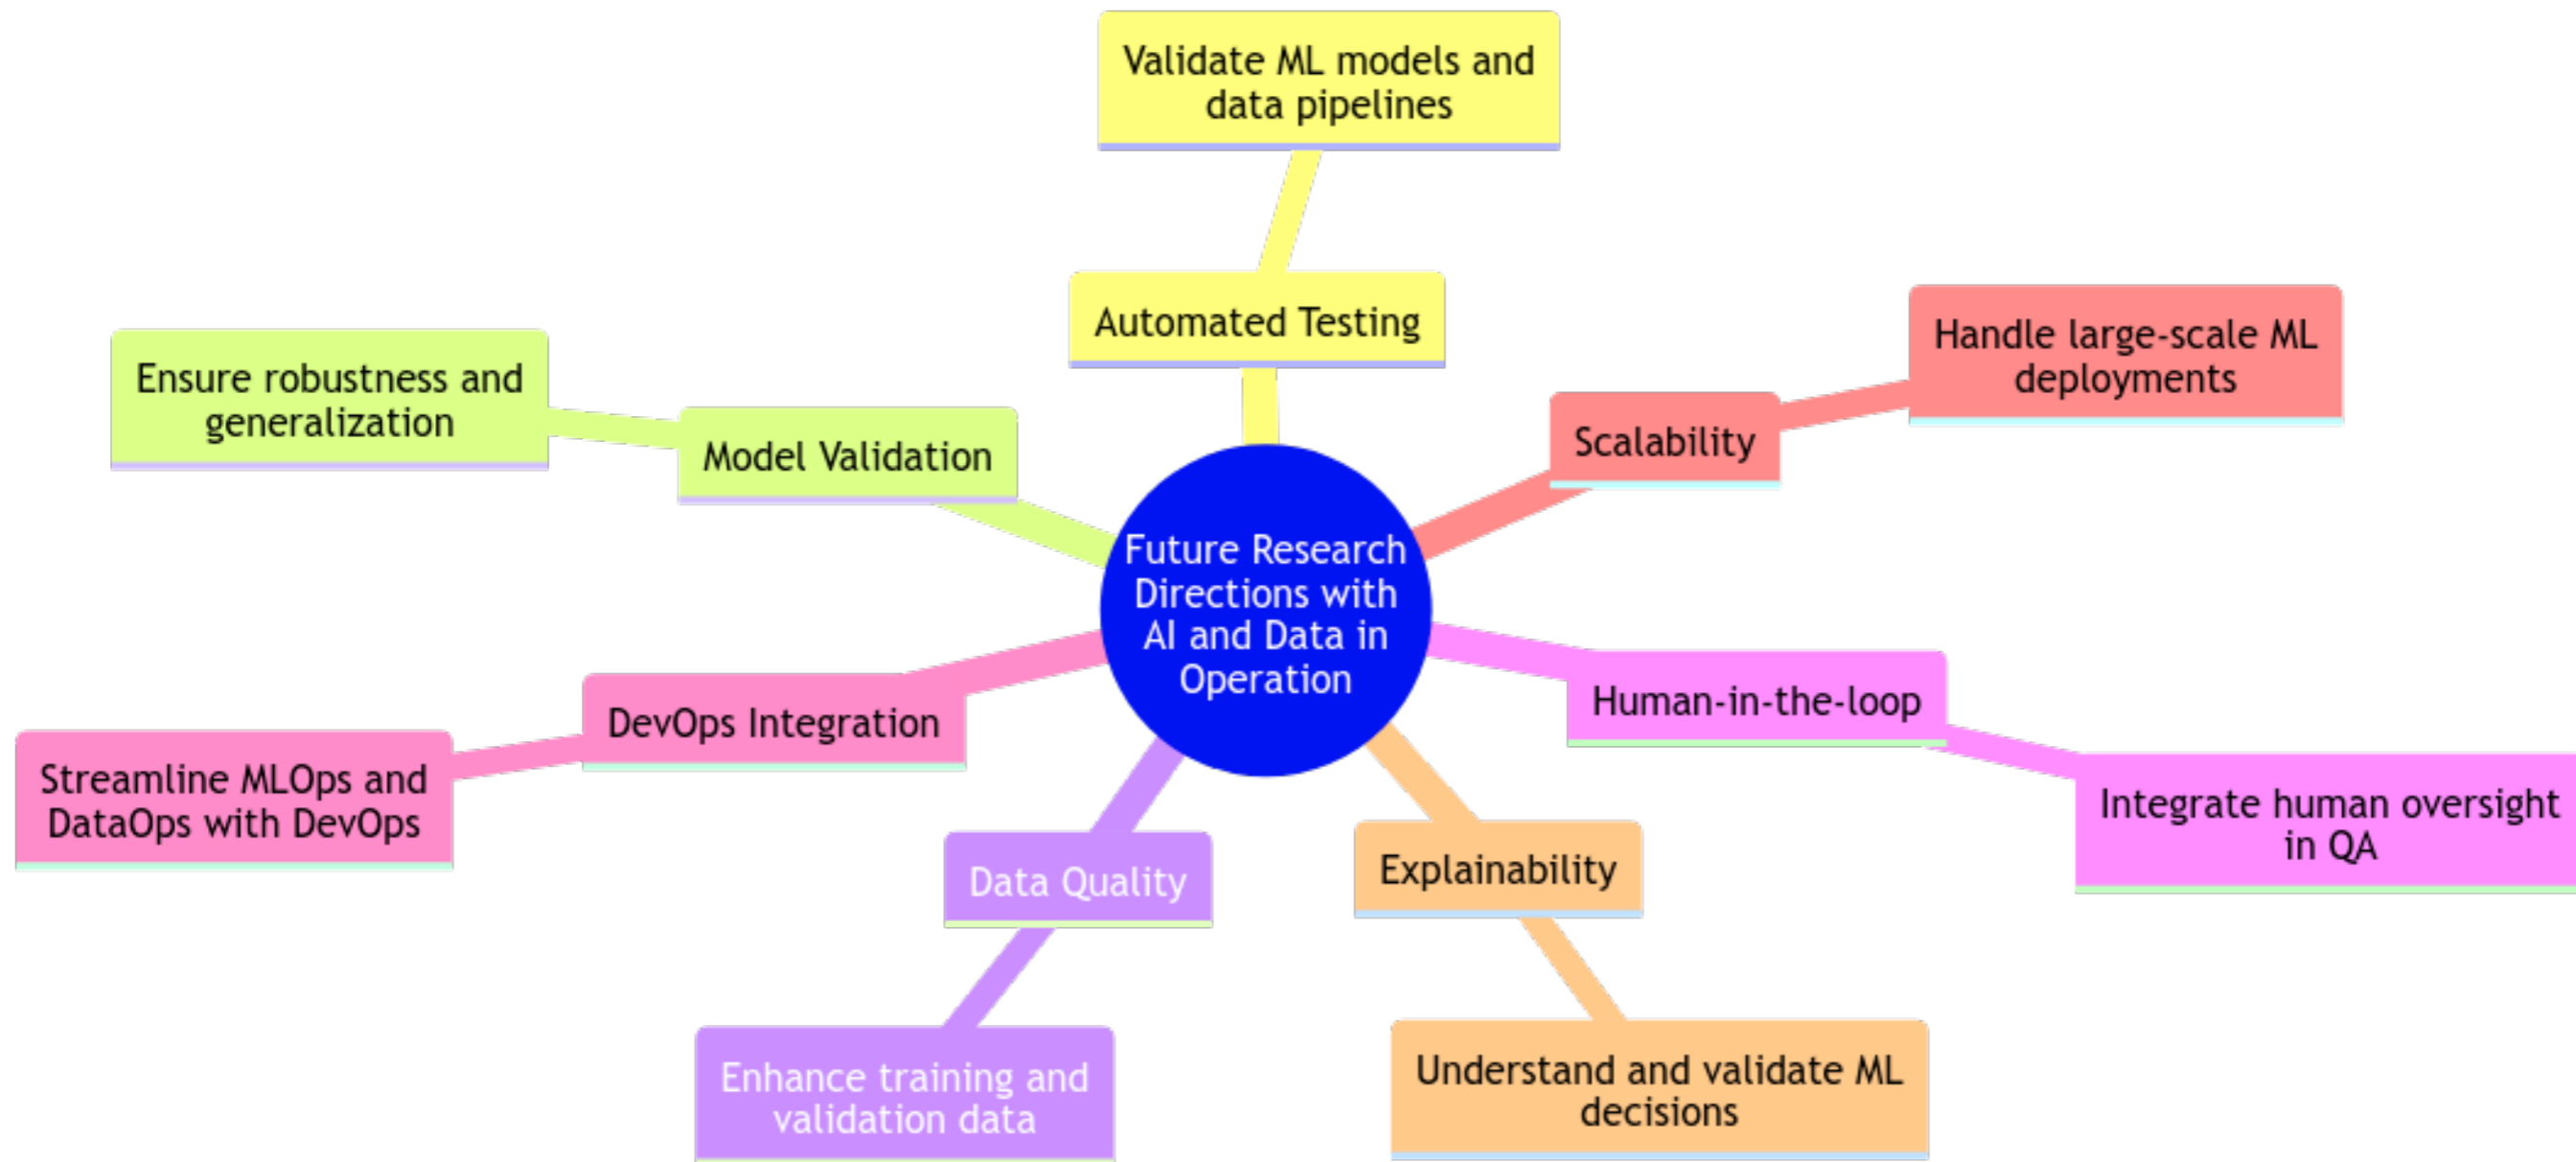 Validate ML models and
data pipelines
Automated Testing
Handle large-scale ML
deployments
Scalability
Ensure robustness and
generalization
Model Validation
Future Research
Directions with
AI and Data in
Operation
Human-in-the-loop
Integrate human oversight
in QA
DevOps Integration
Streamline MLOps and
DataOps with DevOps
Data Quality
Enhance training and
validation data
Explainability
Understand and validate ML
decisions